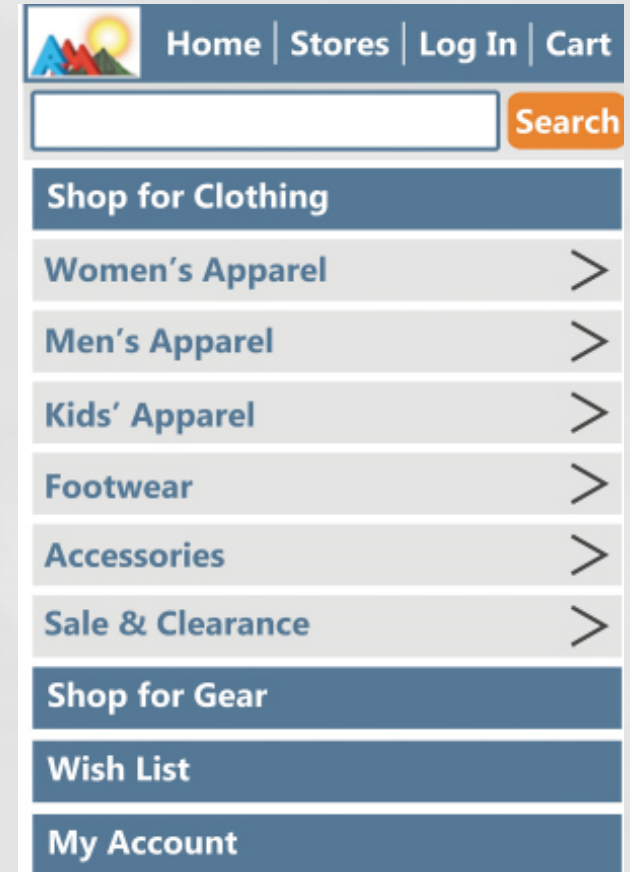 AMO
Home | Stores | Log In | Cart
Search
Shop for Clothing
Women's Apparel >
Men's Apparel >
Kids' Apparel >
Footwear >
Accessories >
Sale & Clearance >
Shop for Gear
Wish List
My Account